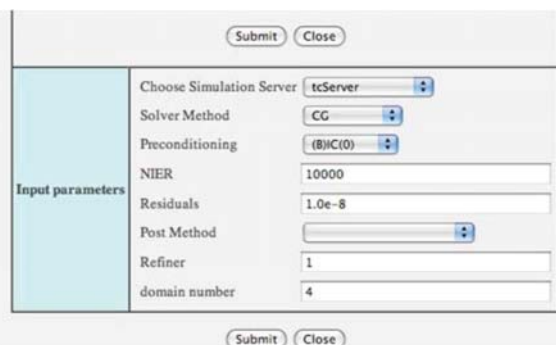 Submit Close
Choose Simulation Server tcServer
Solver Method CG
Preconditioning (B)IC(0)
NIER 10000
Input parameters
Residuals 1.0e-8
Post Method
Refiner 1
domain number 4
Submit Close